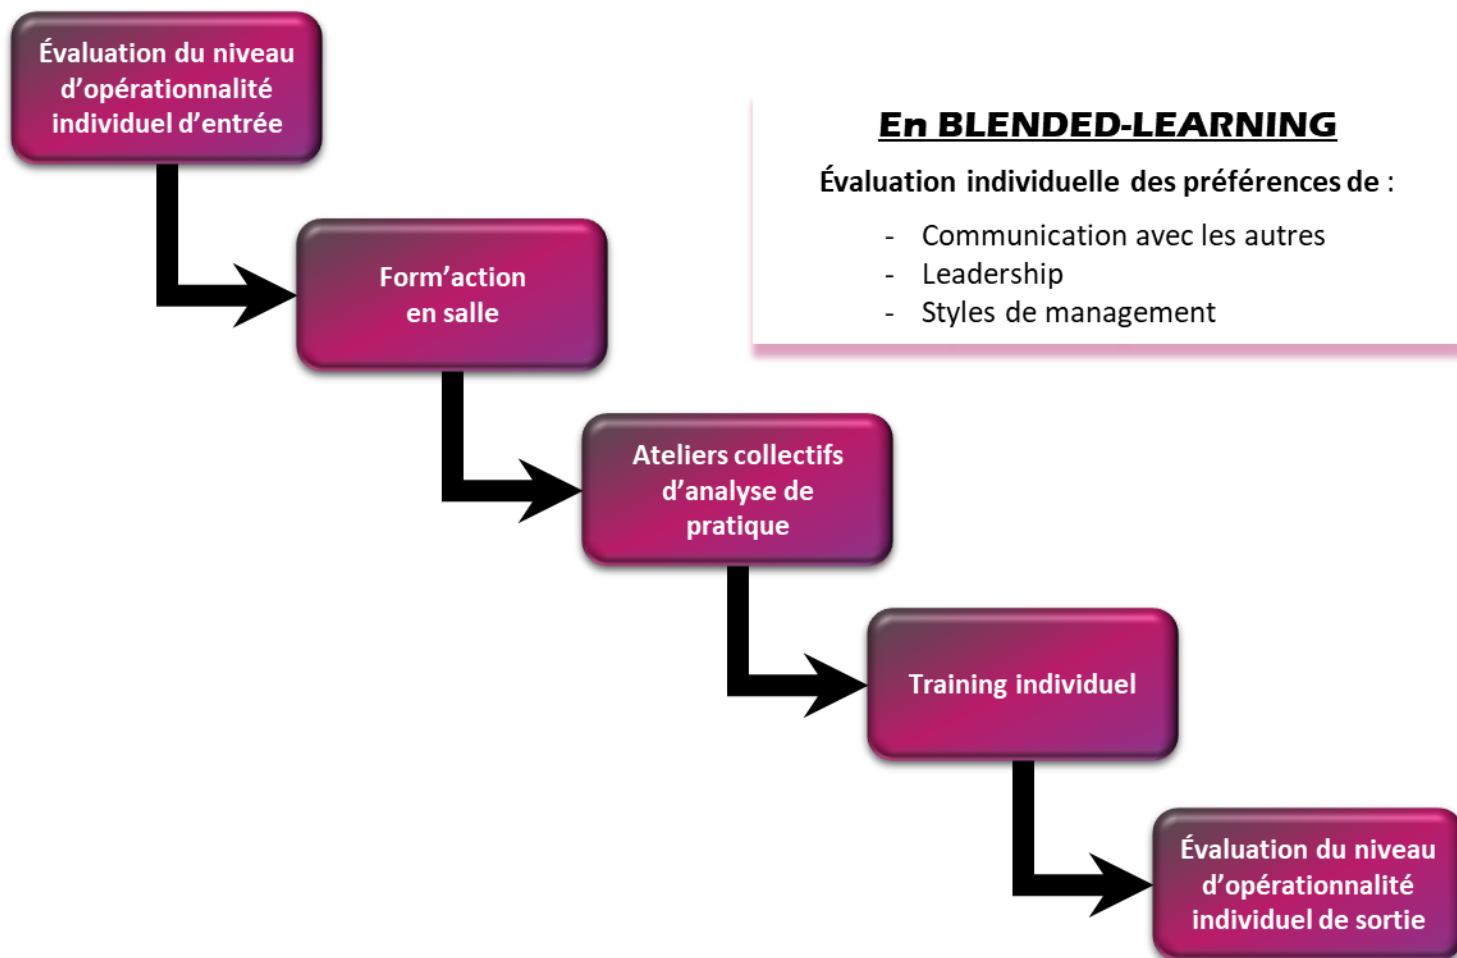 Évaluation du niveau
d’opérationnalité
individuel d’entrée
En BLENDED-LEARNING
Évaluation individuelle des préférences de :
- Communication avec les autres
- Leadership
- Styles de management
Form’action
en salle
Ateliers collectifs
d’analyse de
pratique
Training individuel
Évaluation du niveau
d’opérationnalité
individuel de sortie